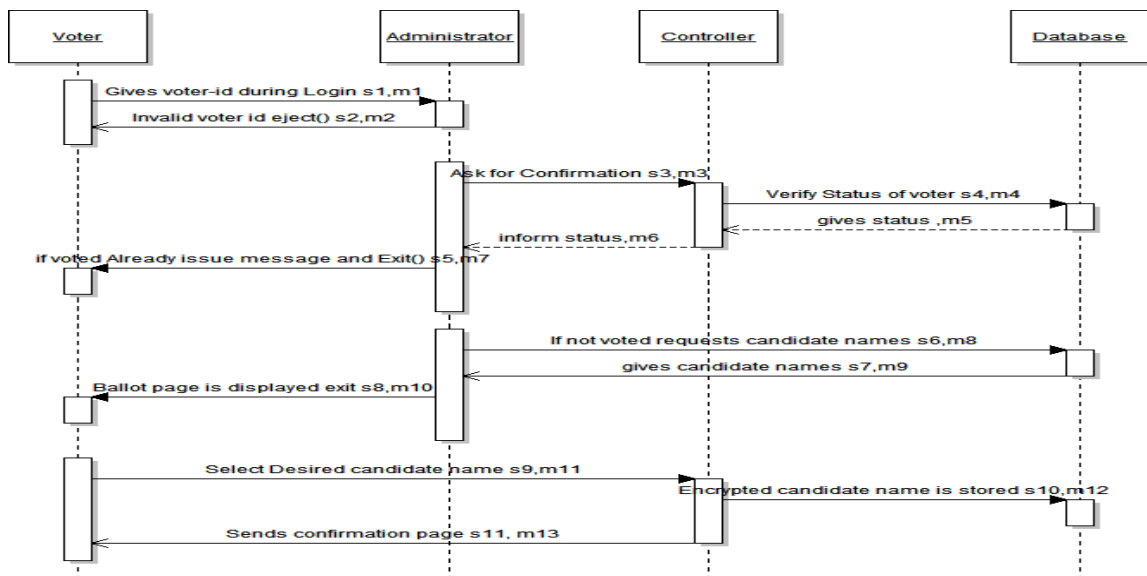 Voter
Administrator
Controller
Database
Gives voter-id during Login s1,m1
Invalid voter id eject() s2,m2
Ask for Confirmation s3,m3
Verify Status of voter s4,m4
gives status ,m5
inform status,m6
if voted Already issue message and Exit() s5,m7
If not voted requests candidate names s6,m8
gives candidate names s7,m9
Ballot page is displayed exit s8,m10
Select Desired candidate name s9,m11
Encrypted candidate name is stored s10,m12
Sends confirmation page s11, m13